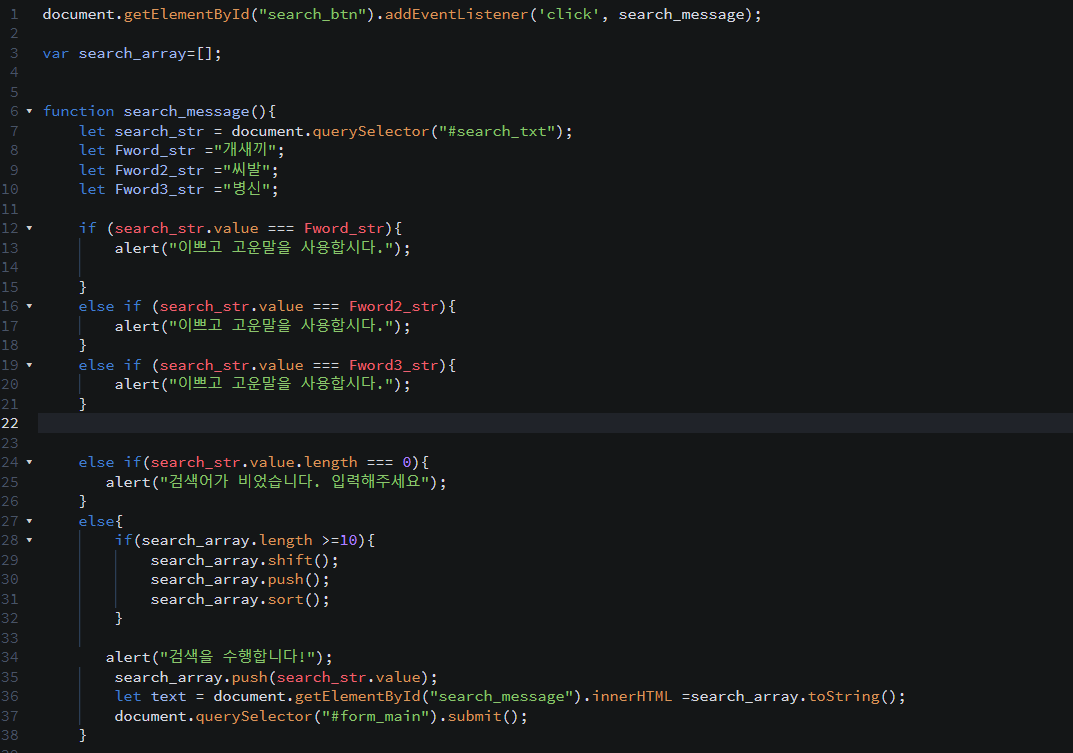 1 document.getElementById("search_btn").addEventListener('click', search_message);
2
3 var search_array=[];
4
5
6 function search_message(){
7 let search_str = document.querySelector("#search_txt");
8 let Fword_str ="개새끼";
9 let Fword2_str ="씨발";
10 let Fword3_str ="병신";
11
12 if (search_str.value === Fword_str){
13 alert("이쁘고 고운말을 사용합시다.");
14
15 }
16 else if (search_str.value === Fword2_str){
17 alert("이쁘고 고운말을 사용합시다.");
18 }
19 else if (search_str.value === Fword3_str){
20 alert("이쁘고 고운말을 사용합시다.");
21 }
22
23
24 else if(search_str.value.length === 0){
25 alert("검색어가 비었습니다. 입력해주세요");
26 }
27 else{
28 if(search_array.length >=10){
29 search_array.shift();
30 search_array.push();
31 search_array.sort();
32 }
33
34 alert("검색을 수행합니다!");
35 search_array.push(search_str.value);
36 let text = document.getElementById("search_message").innerHTML =search_array.toString();
37 document.querySelector("#form_main").submit();
38 }